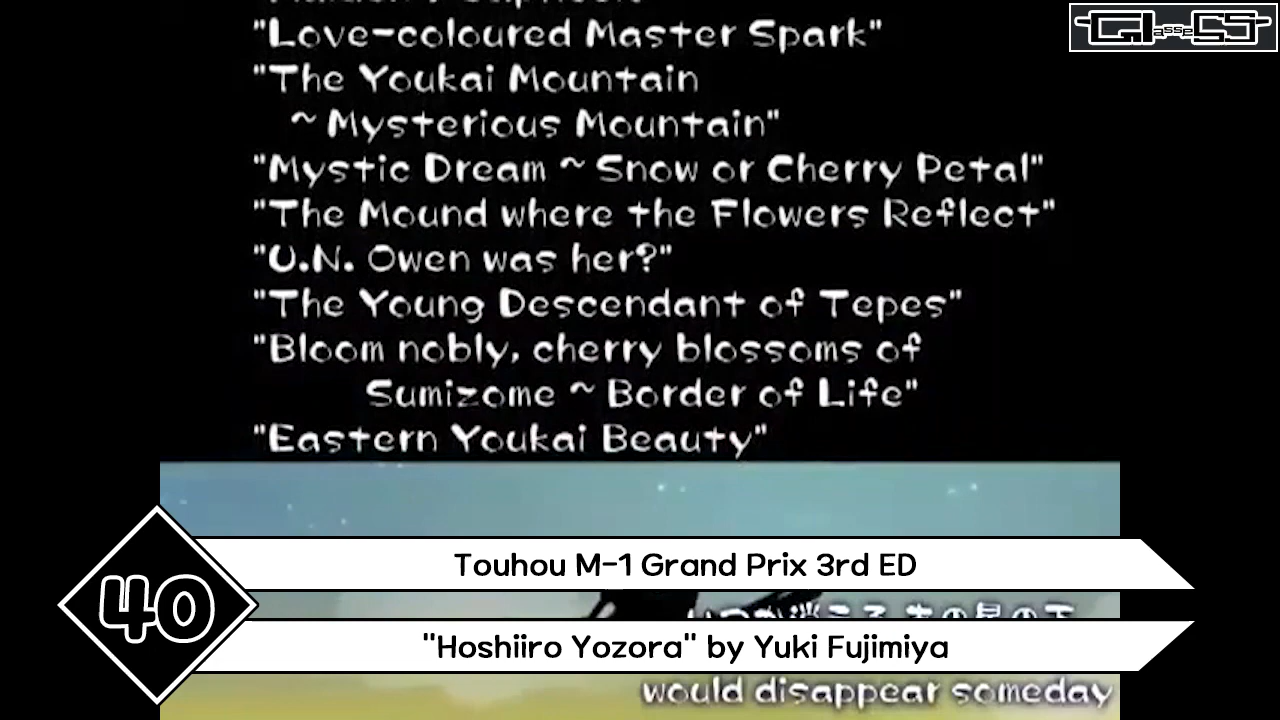 "Love-coloured Master Spark"
"The Youkai Mountain
~ Mysterious Mountain"
"Mystic Dream ~ Snow or Cherry Petal"
"The Mound where the Flowers Reflect"
"U.N. Owen was her?"
"The Young Descendant of Tepes"
"Bloom nobly, cherry blossoms of
Sumizome ~ Border of Life"
"Eastern Youkai Beauty"
GlasseSS
40
Touhou M-1 Grand Prix 3rd ED
"Hoshiiro Yozora" by Yuki Fujimiya
would disappear someday